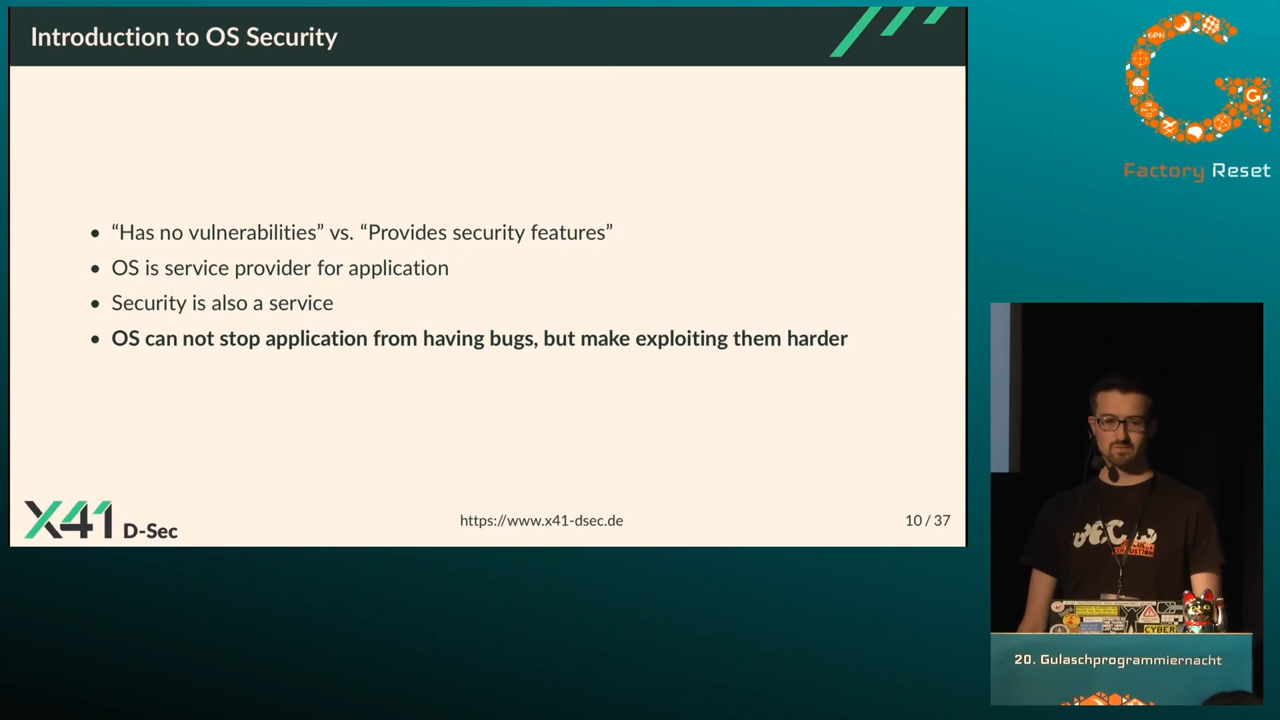 Introduction to OS Security
GPN
G
Factory Reset
• “Has no vulnerabilities” vs. “Provides security features”
• OS is service provider for application
• Security is also a service
• OS can not stop application from having bugs, but make exploiting them harder
X41 D-Sec
https://www.x41-dsec.de
10 / 37
CYBER
20. Gulaschprogrammiernacht